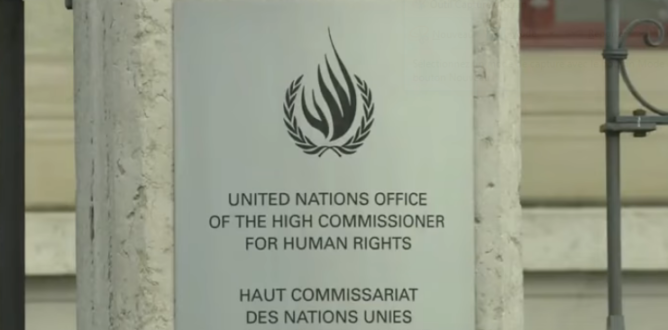 UNITED NATIONS OFFICE
OF THE HIGH COMMISSIONER
FOR HUMAN RIGHTS
HAUT COMMISSARIAT
DES NATIONS UNIES